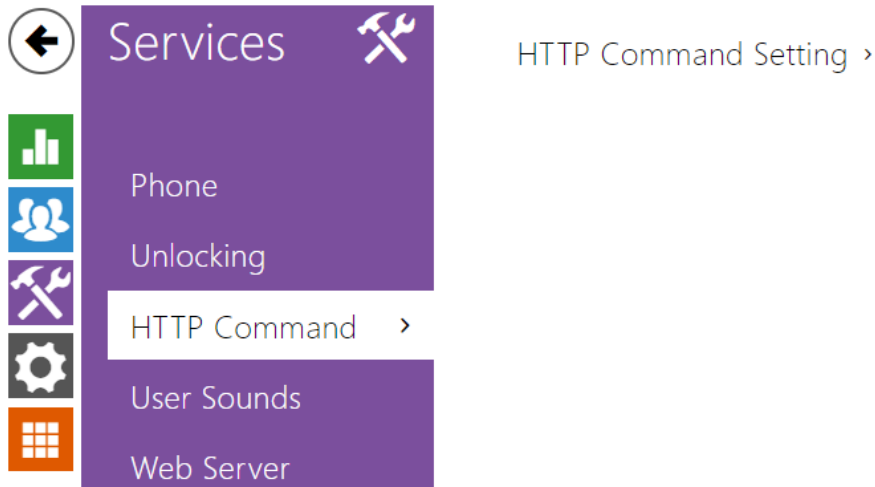 Services
HTTP Command Setting ›
Phone
Unlocking
HTTP Command ›
User Sounds
Web Server